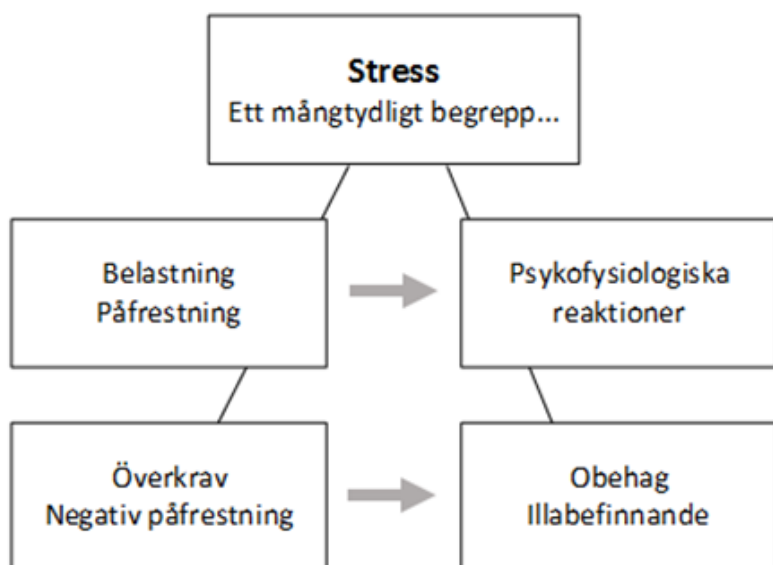 Stress
Ett mångtydligt begrepp...
Belastning
Påfrestning
Psykofysiologiska
reaktioner
Överkrav
Negativ påfrestning
Obehag
Illabefinnande